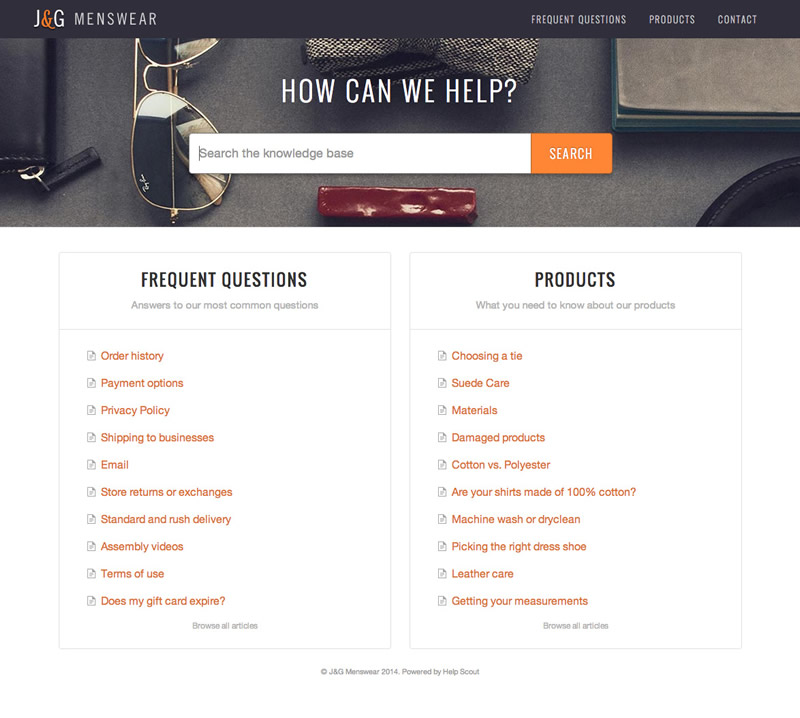 J&G MENSWEAR
FREQUENT QUESTIONS
PRODUCTS
CONTACT
HOW CAN WE HELP?
Search the knowledge base
SEARCH
FREQUENT QUESTIONS
Answers to our most common questions
Order history
Payment options
Privacy Policy
Shipping to businesses
Email
Store returns or exchanges
Standard and rush delivery
Assembly videos
Terms of use
Does my gift card expire?
Browse all articles
PRODUCTS
What you need to know about our products
Choosing a tie
Suede Care
Materials
Damaged products
Cotton vs. Polyester
Are your shirts made of 100% cotton?
Machine wash or dryclean
Picking the right dress shoe
Leather care
Getting your measurements
Browse all articles
© J&G Menswear 2014. Powered by Help Scout